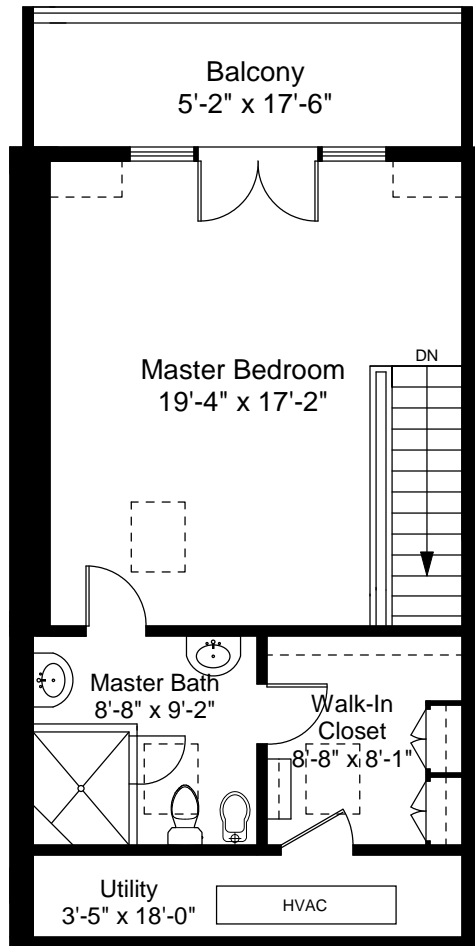 Balcony
5'-2" x 17'-6"
DN
Master Bedroom
19'-4" x 17'-2"
Master Bath
8'-8" x 9'-2"
Walk-In
Closet
8'-8" x 8'-1"
Utility
3'-5" x 18'-0"
HVAC